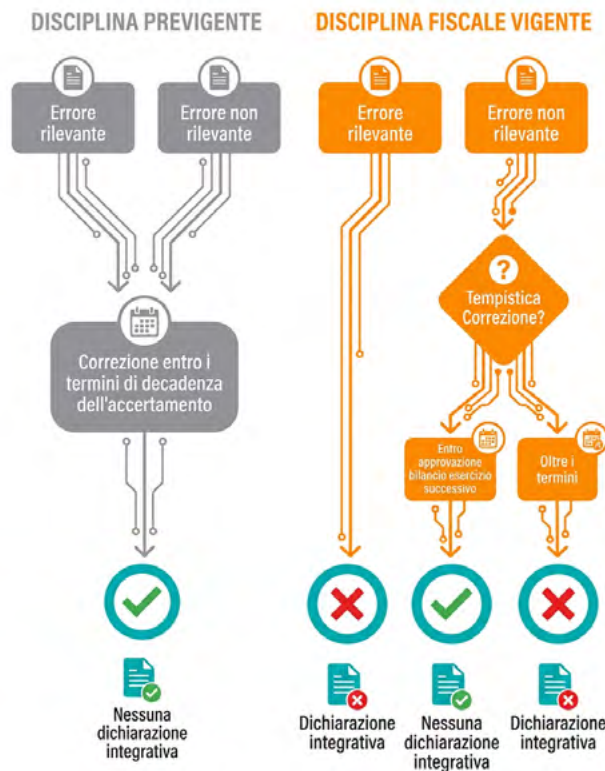 DISCIPLINA PREVIGENTE
Errore
rilevante
Errore non
rilevante
Correzione entro i
termini di decadenza
dell'accertamento
Nessuna
dichiarazione
integrativa
DISCIPLINA FISCALE VIGENTE
Errore
rilevante
Errore non
rilevante
?
Tempistica
Correzione?
Entro
approvazione
bilancio esercizio
successivo
Oltre i
termini
Dichiarazione
integrativa
Nessuna
dichiarazione
integrativa
Dichiarazione
integrativa